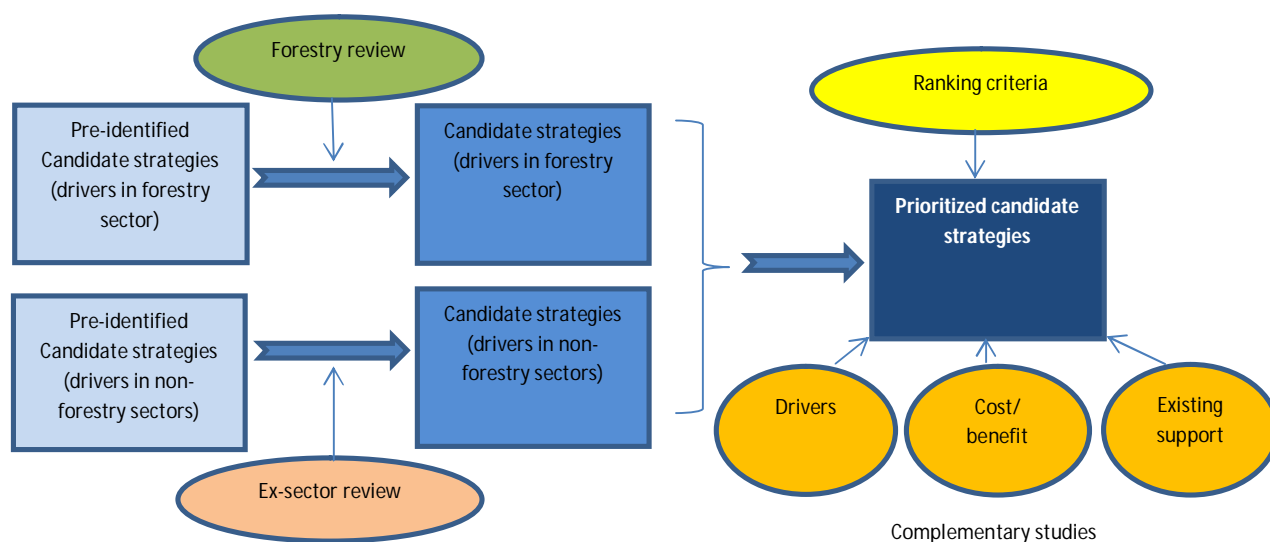 Forestry review
Ranking criteria
Pre-identified
Candidate strategies
(drivers in forestry
sector)
Candidate strategies
(drivers in forestry
sector)
Prioritized candidate
strategies
Pre-identified
Candidate strategies
(drivers in non-
forestry sectors)
Candidate strategies
(drivers in non-
forestry sectors)
Drivers
Cost/
benefit
Existing
support
Ex-sector review
Complementary studies